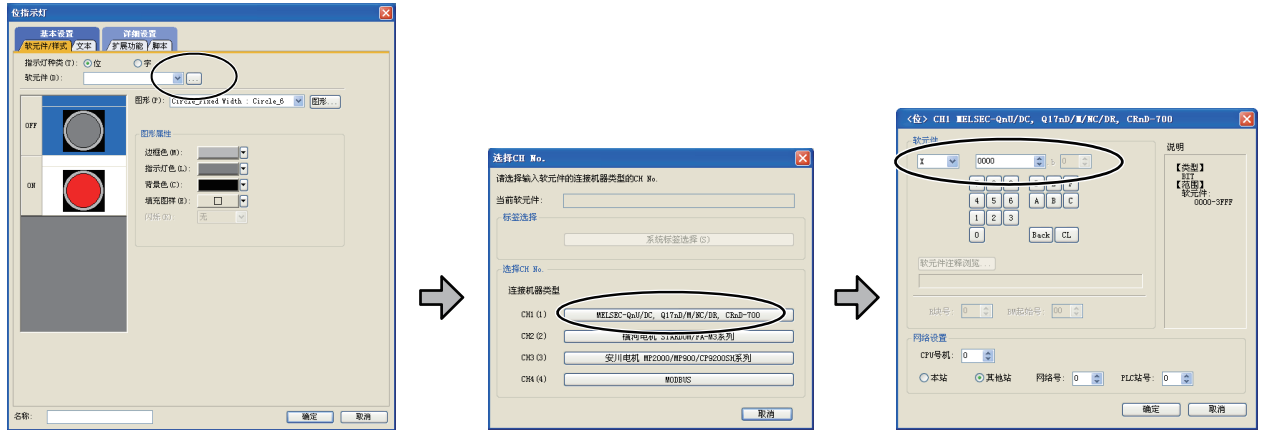 位指示灯
基本设置 详细设置
软元件/样式 文本 扩展功能 脚本
指示灯种类(T): 位 字
软元件(D): ...
图形(P): Circle_Fixed Width : Circle_6 图形...
OFF
ON
图形属性
边框色(M):
指示灯色(L):
背景色(C):
填充图样(E):
闪烁(K): 无
名称: 确定 取消
选择CH No.
请选择输入软元件的连接机器类型的CH No.
当前软元件:
标签选择
系统标签选择(S)
选择CH No.
连接机器类型
CH1(1) MELSEC-QnU/DC, Q17nD/M/NC/DR, CRnD-700
CH2(2) 横河电机 STARDOM/FA-M3系列
CH3(3) 安川电机 MP2000/MP900/CP9200SH系列
CH4(4) MODBUS
取消
<位> CH1 MELSEC-QnU/DC, Q17nD/M/NC/DR, CRnD-700
软元件
X 0000 : 0
4 5 6 A B C
1 2 3
0 Back CL
软元件注释浏览...
RM起始号: 00
说明
【类型】
BIT
【范围】
软元件:
0000-3FFF
网络设置
CPU号机: 0
本站 其他站 网络号: 0 PLC站号: 0
确定 取消